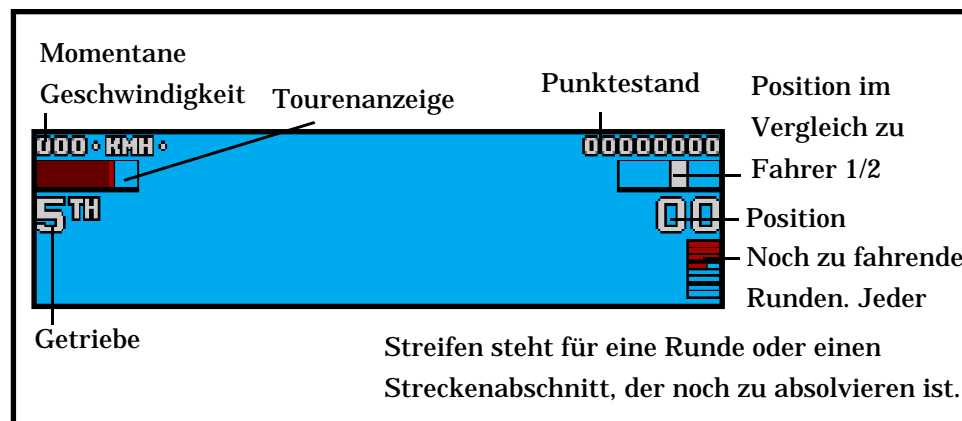 Momentane
Geschwindigkeit
Tourenanzeige
Punktestand
Position im
Vergleich zu
Fahrer 1/2
000·KMH·
00000000
5TH
00
Position
Noch zu fahrende
Runden. Jeder
Getriebe
Streifen steht für eine Runde oder einen
Streckenabschnitt, der noch zu absolvieren ist.